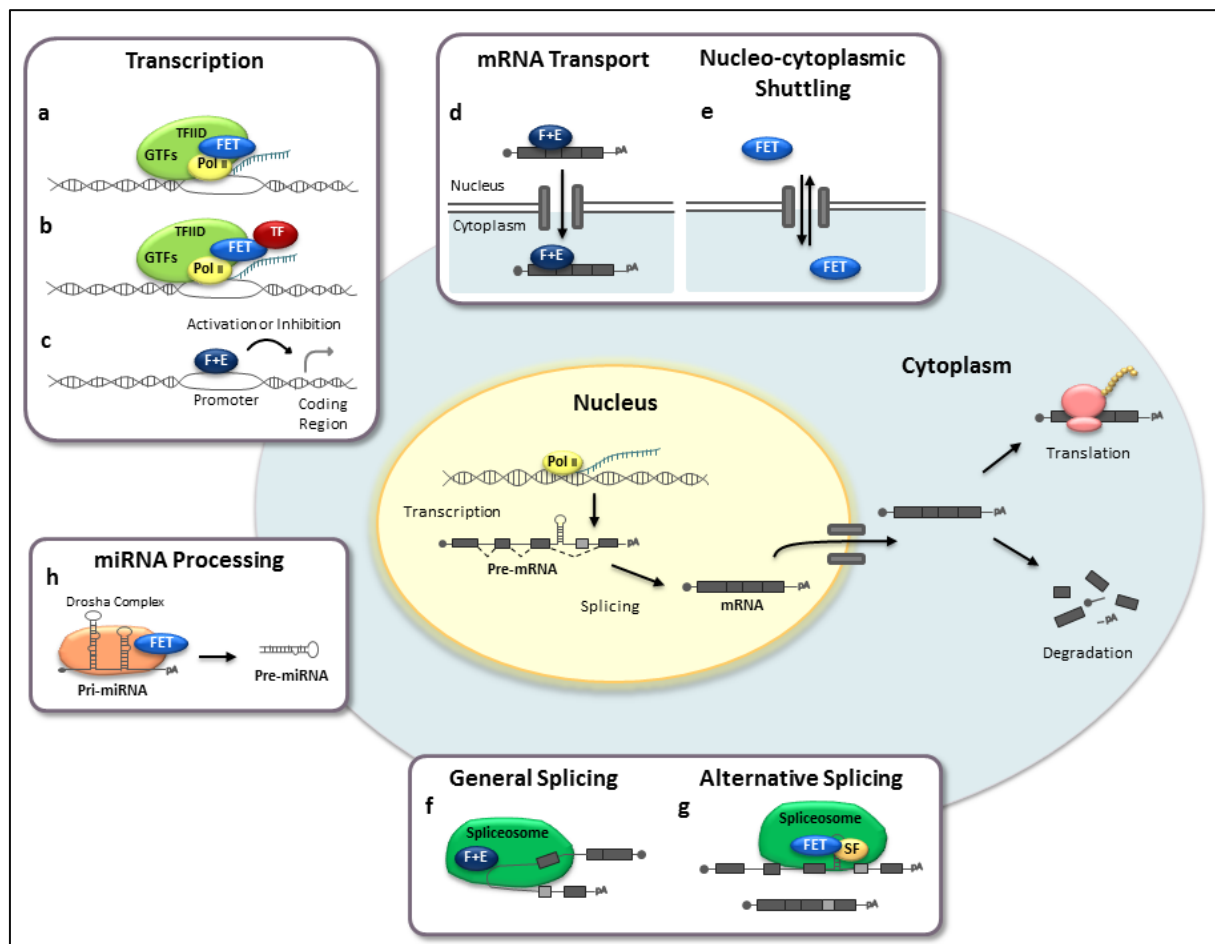 Transcription
a
TFIID
FET
GTFs
Pol II
b
TFIID
TF
FET
GTFs
Pol II
Activation or Inhibition
c
F+E
Promoter
Coding
Region
mRNA Transport
d
F+E
pA
Nucleus
Cytoplasm
F+E
pA
Nucleo-cytoplasmic
Shuttling
e
FET
FET
Cytoplasm
Nucleus
Pol II
Transcription
pA
Pre-mRNA
Splicing
pA
mRNA
pA
pA
Translation
pA
Degradation
miRNA Processing
h
Drosha Complex
FET
pA
Pri-miRNA
Pre-miRNA
General Splicing
f
Spliceosome
F+E
pA
Alternative Splicing
g
Spliceosome
FET
SF
pA
pA